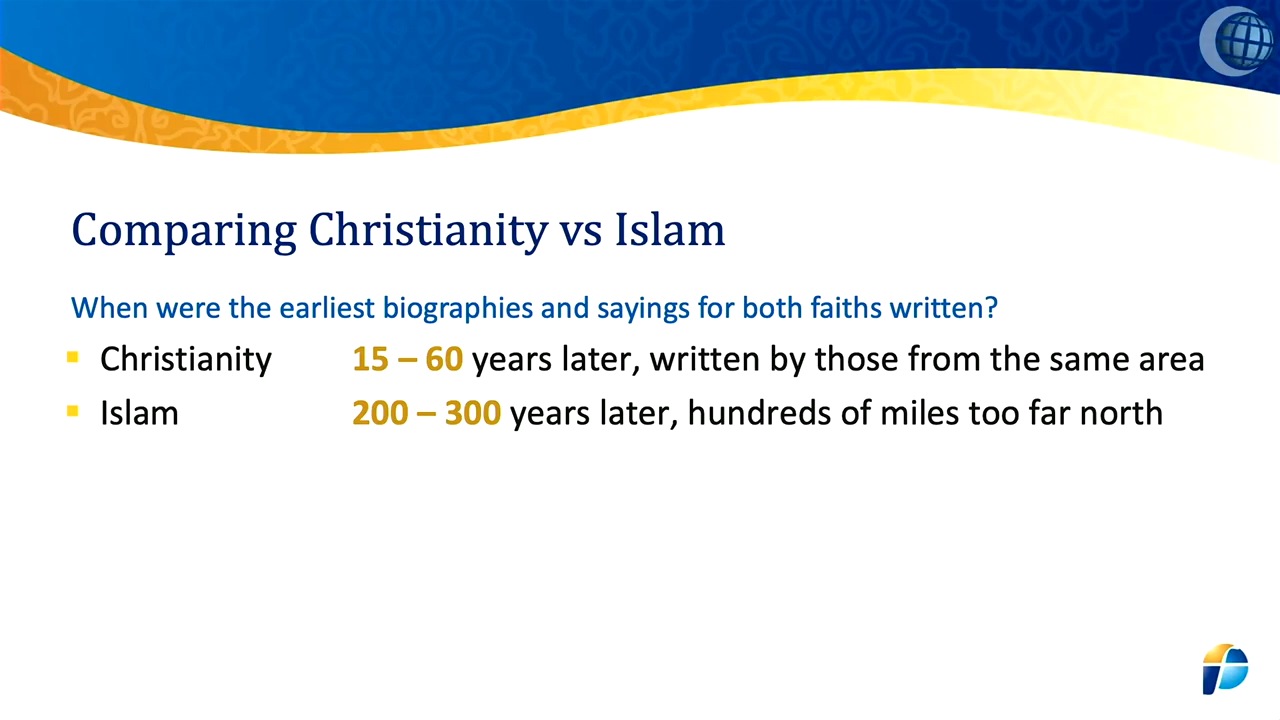 Comparing Christianity vs Islam
When were the earliest biographies and sayings for both faiths written?
Christianity 15 – 60 years later, written by those from the same area
Islam 200 – 300 years later, hundreds of miles too far north